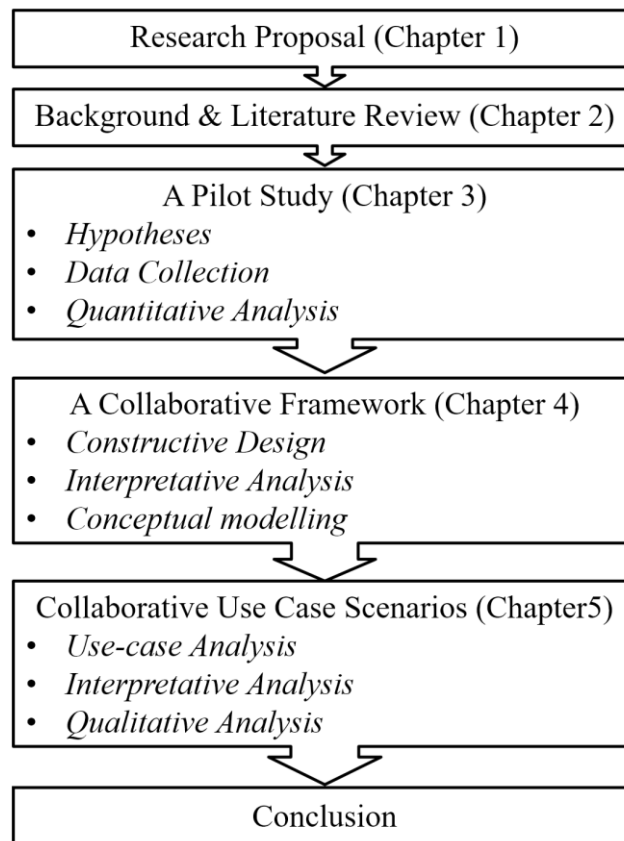 Research Proposal (Chapter 1)
Background & Literature Review (Chapter 2)
A Pilot Study (Chapter 3)
• Hypotheses
• Data Collection
• Quantitative Analysis
A Collaborative Framework (Chapter 4)
• Constructive Design
• Interpretative Analysis
• Conceptual modelling
Collaborative Use Case Scenarios (Chapter5)
• Use-case Analysis
• Interpretative Analysis
• Qualitative Analysis
Conclusion